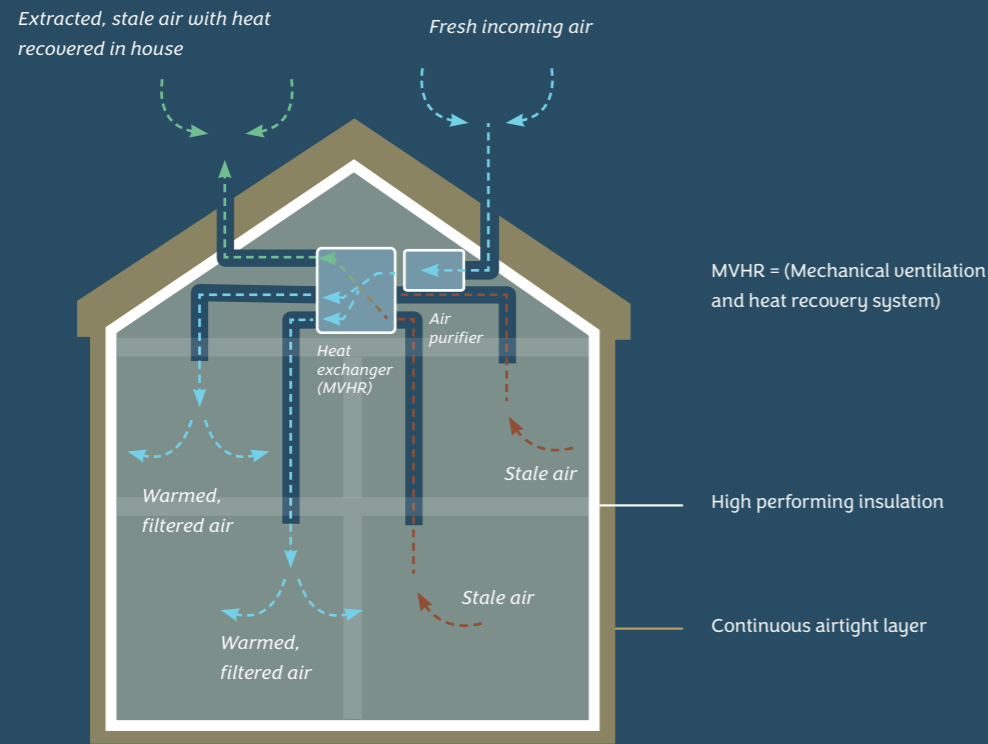 Extracted, stale air with heat
recovered in house
Fresh incoming air
MVHR = (Mechanical ventilation
and heat recovery system)
Air
purifier
Heat
exchanger
(MVHR)
Stale air
Warmed,
filtered air
High performing insulation
Stale air
Continuous airtight layer
Warmed,
filtered air